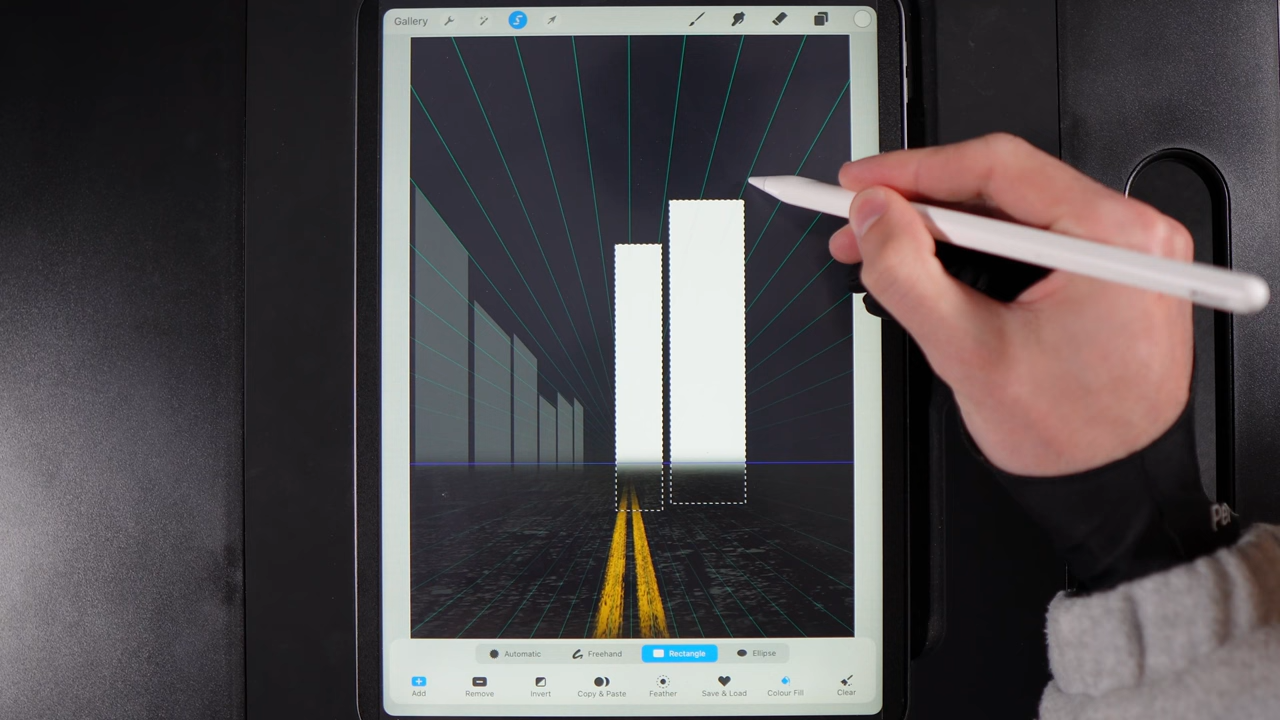 Gallery
Automatic Freehand Rectangle Ellipse
Add Remove Invert Copy & Paste Feather Save & Load Colour Fill Clear